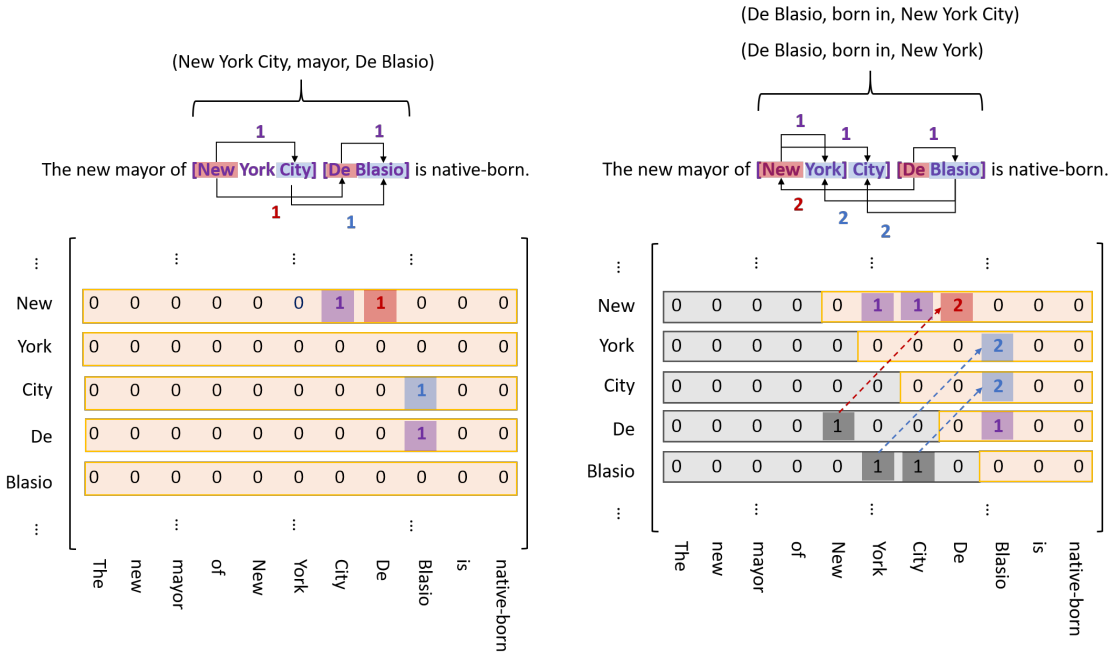 (New York City, mayor, De Blasio)
1 1
The new mayor of [New York City] [De Blasio] is native-born.
1 1
⋮ ⋮ ⋮ ⋮
New 0 0 0 0 0 0 1 1 0 0 0
York 0 0 0 0 0 0 0 0 0 0 0
City 0 0 0 0 0 0 0 0 1 0 0
De 0 0 0 0 0 0 0 0 1 0 0
Blasio 0 0 0 0 0 0 0 0 0 0 0
⋮ ⋮ ⋮ ⋮
The new mayor of New York City De Blasio is native-born
(De Blasio, born in, New York City)
(De Blasio, born in, New York)
1 1 1
The new mayor of [New York] City] [De Blasio] is native-born.
2 2 2
⋮ ⋮ ⋮
New 0 0 0 0 0 1 1 2 0 0 0
York 0 0 0 0 0 0 0 0 2 0 0
City 0 0 0 0 0 0 0 0 2 0 0
De 0 0 0 0 1 0 0 0 1 0 0
Blasio 0 0 0 0 0 1 1 0 0 0 0
⋮ ⋮ ⋮
The new mayor of New York City De Blasio is native-born